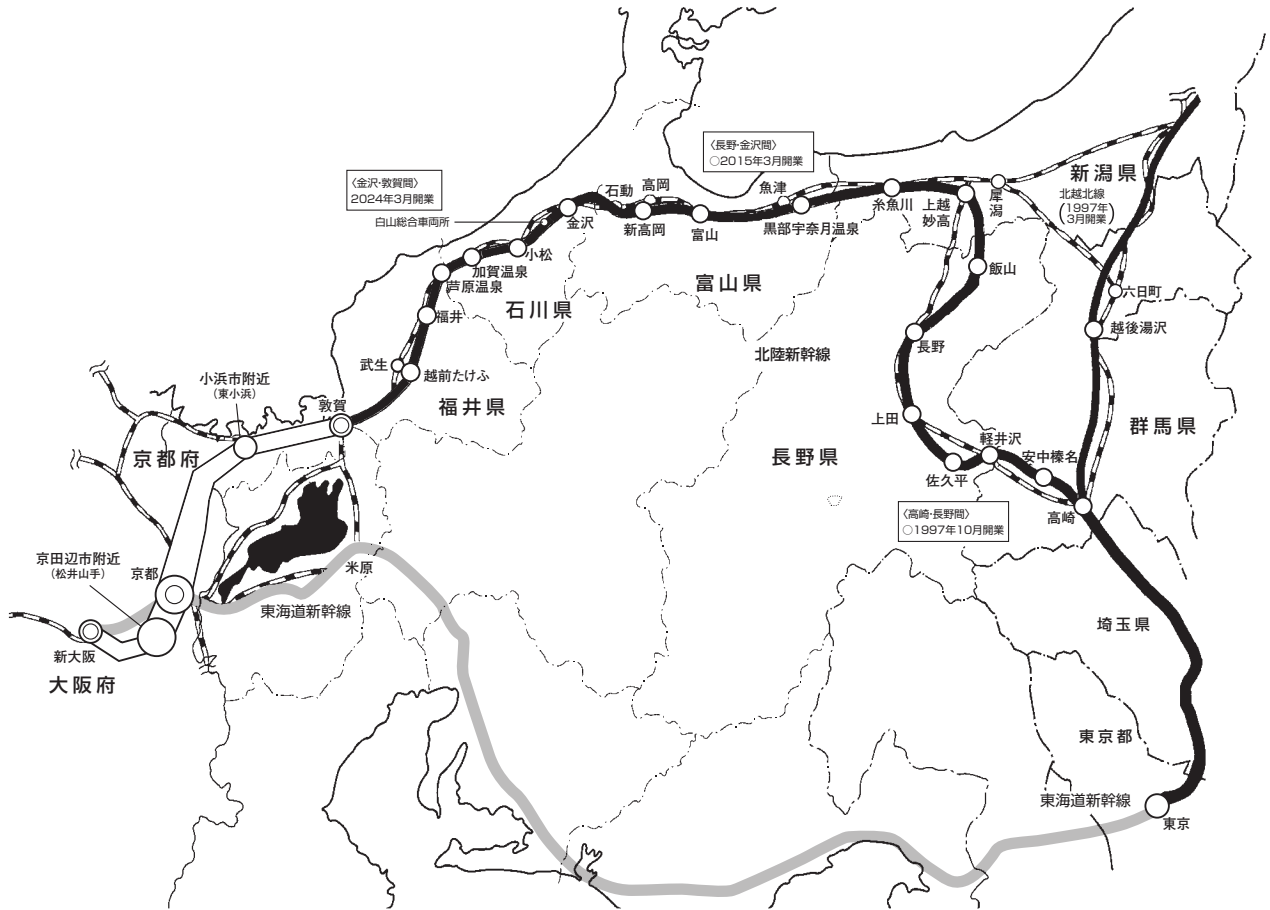 〈長野・金沢間〉
○2015年3月開業
新潟県
北越北線
(1997年
3月開業)
〈金沢・敦賀間〉
2024年3月開業
白山総合車両所
金沢
石動
高岡
新高岡
富山
魚津
黒部宇奈月温泉
糸魚川
上越
妙高
犀
潟
小松
加賀温泉
芦原温泉
石川県
富山県
飯山
六日町
越後湯沢
福井
北陸新幹線
長野
武生
越前たけふ
福井県
小浜市附近
(東小浜)
敦賀
上田
軽井沢
安中榛名
群馬県
京都府
長野県
佐久平
高崎
〈高崎・長野間〉
○1997年10月開業
京田辺市附近
(松井山手)
京都
米原
東海道新幹線
新大阪
大阪府
埼玉県
東京都
東海道新幹線
東京